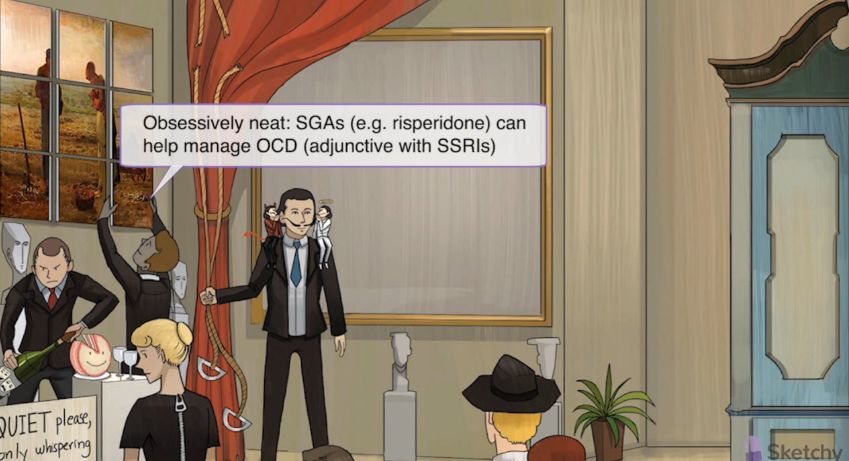 Obsessively neat: SGAs (e.g. risperidone) can
help manage OCD (adjunctive with SSRIs)
QUIET please,
only whispering
Sketchy